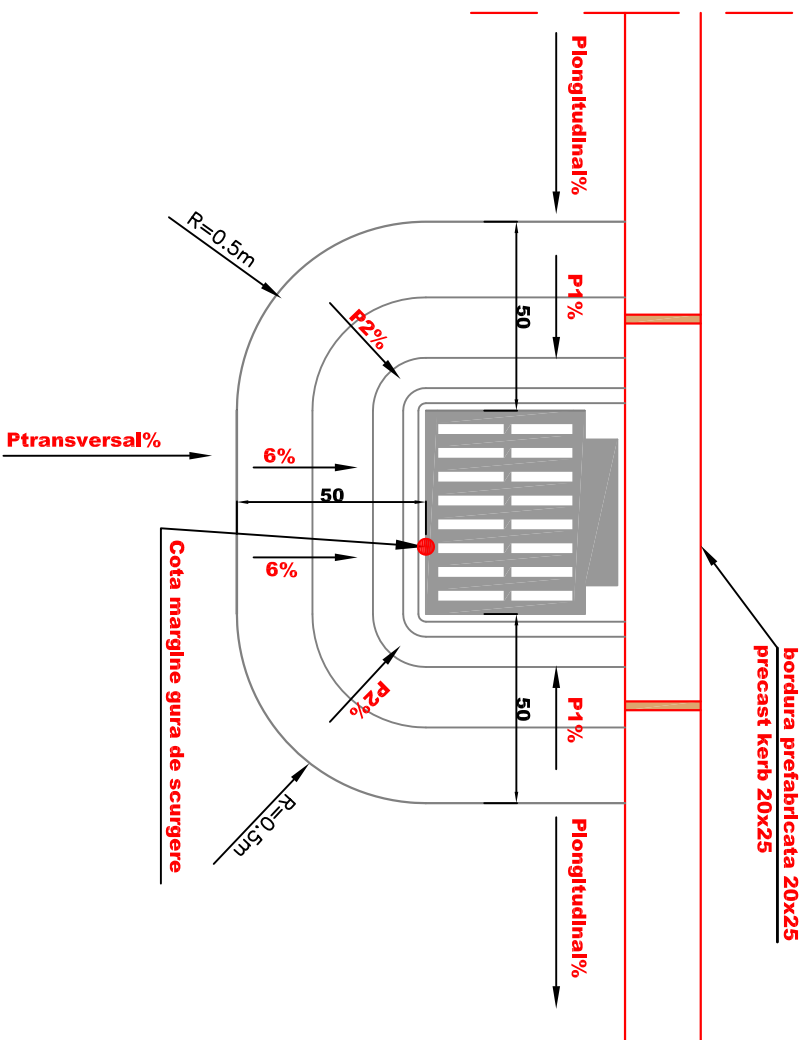 Plongitudinal%
R=0.5m
P1%
50
P2%
Ptransversal%
6%
50
6%
Cota margine gura de scurgere
bordura prefabricata 20x25
precast kerb 20x25
P2%
50
P1%
R=0.5m
Plongitudinal%